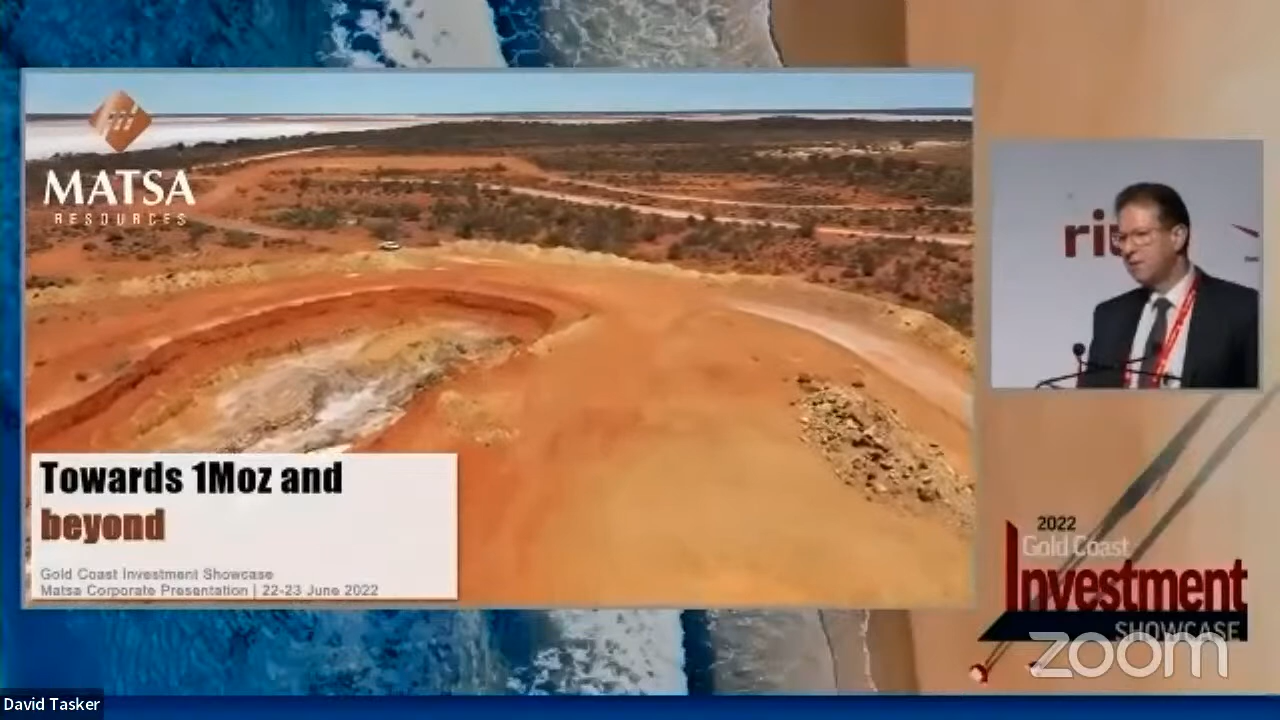 MATSA
RESOURCES
Towards 1Moz and
beyond
Gold Coast Investment Showcase
Matsa Corporate Presentation | 22-23 June 2022
2022
Gold Coast
Investment
SHOWCASE
zoom
David Tasker